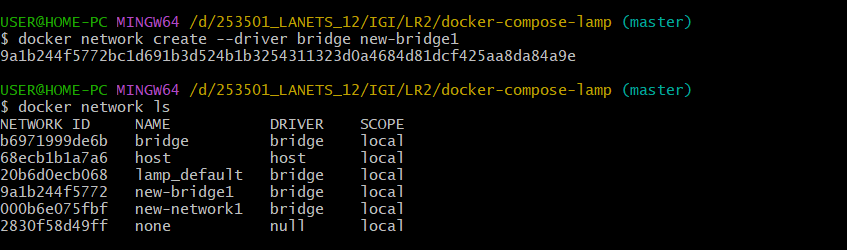 USER@HOME-PC MINGW64 /d/253501_LANETS_12/IGI/LR2/docker-compose-lamp (master)
$ docker network create --driver bridge new-bridge1
9a1b244f5772bc1d691b3d524b1b3254311323d0a4684d81dcf425aa8da84a9e
USER@HOME-PC MINGW64 /d/253501_LANETS_12/IGI/LR2/docker-compose-lamp (master)
$ docker network ls
NETWORK ID     NAME           DRIVER    SCOPE
b6971999de6b   bridge         bridge    local
68ecb1b1a7a6   host           host      local
20b6d0ecb068   lamp_default   bridge    local
9a1b244f5772   new-bridge1    bridge    local
000b6e075fbf   new-network1   bridge    local
2830f58d49ff   none           null      local